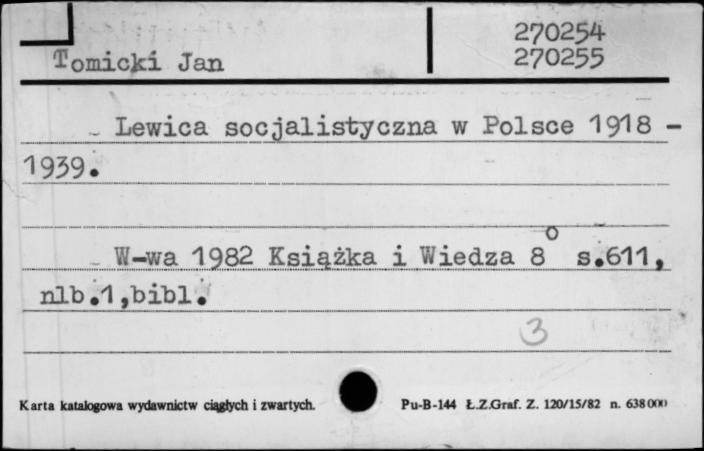 270254
Tomicki Jan 270255
Lewica socjalistyczna w Polsce 1918 -
1939.
W-wa 1982 Książka i Wiedza 8° s.611,
nlb.1,bibl.
3
Karta katalogowa wydawnictw ciągłych i zwartych. Pu-B-144 Ł.Z.Graf. Z. 120/15/82 n. 638000